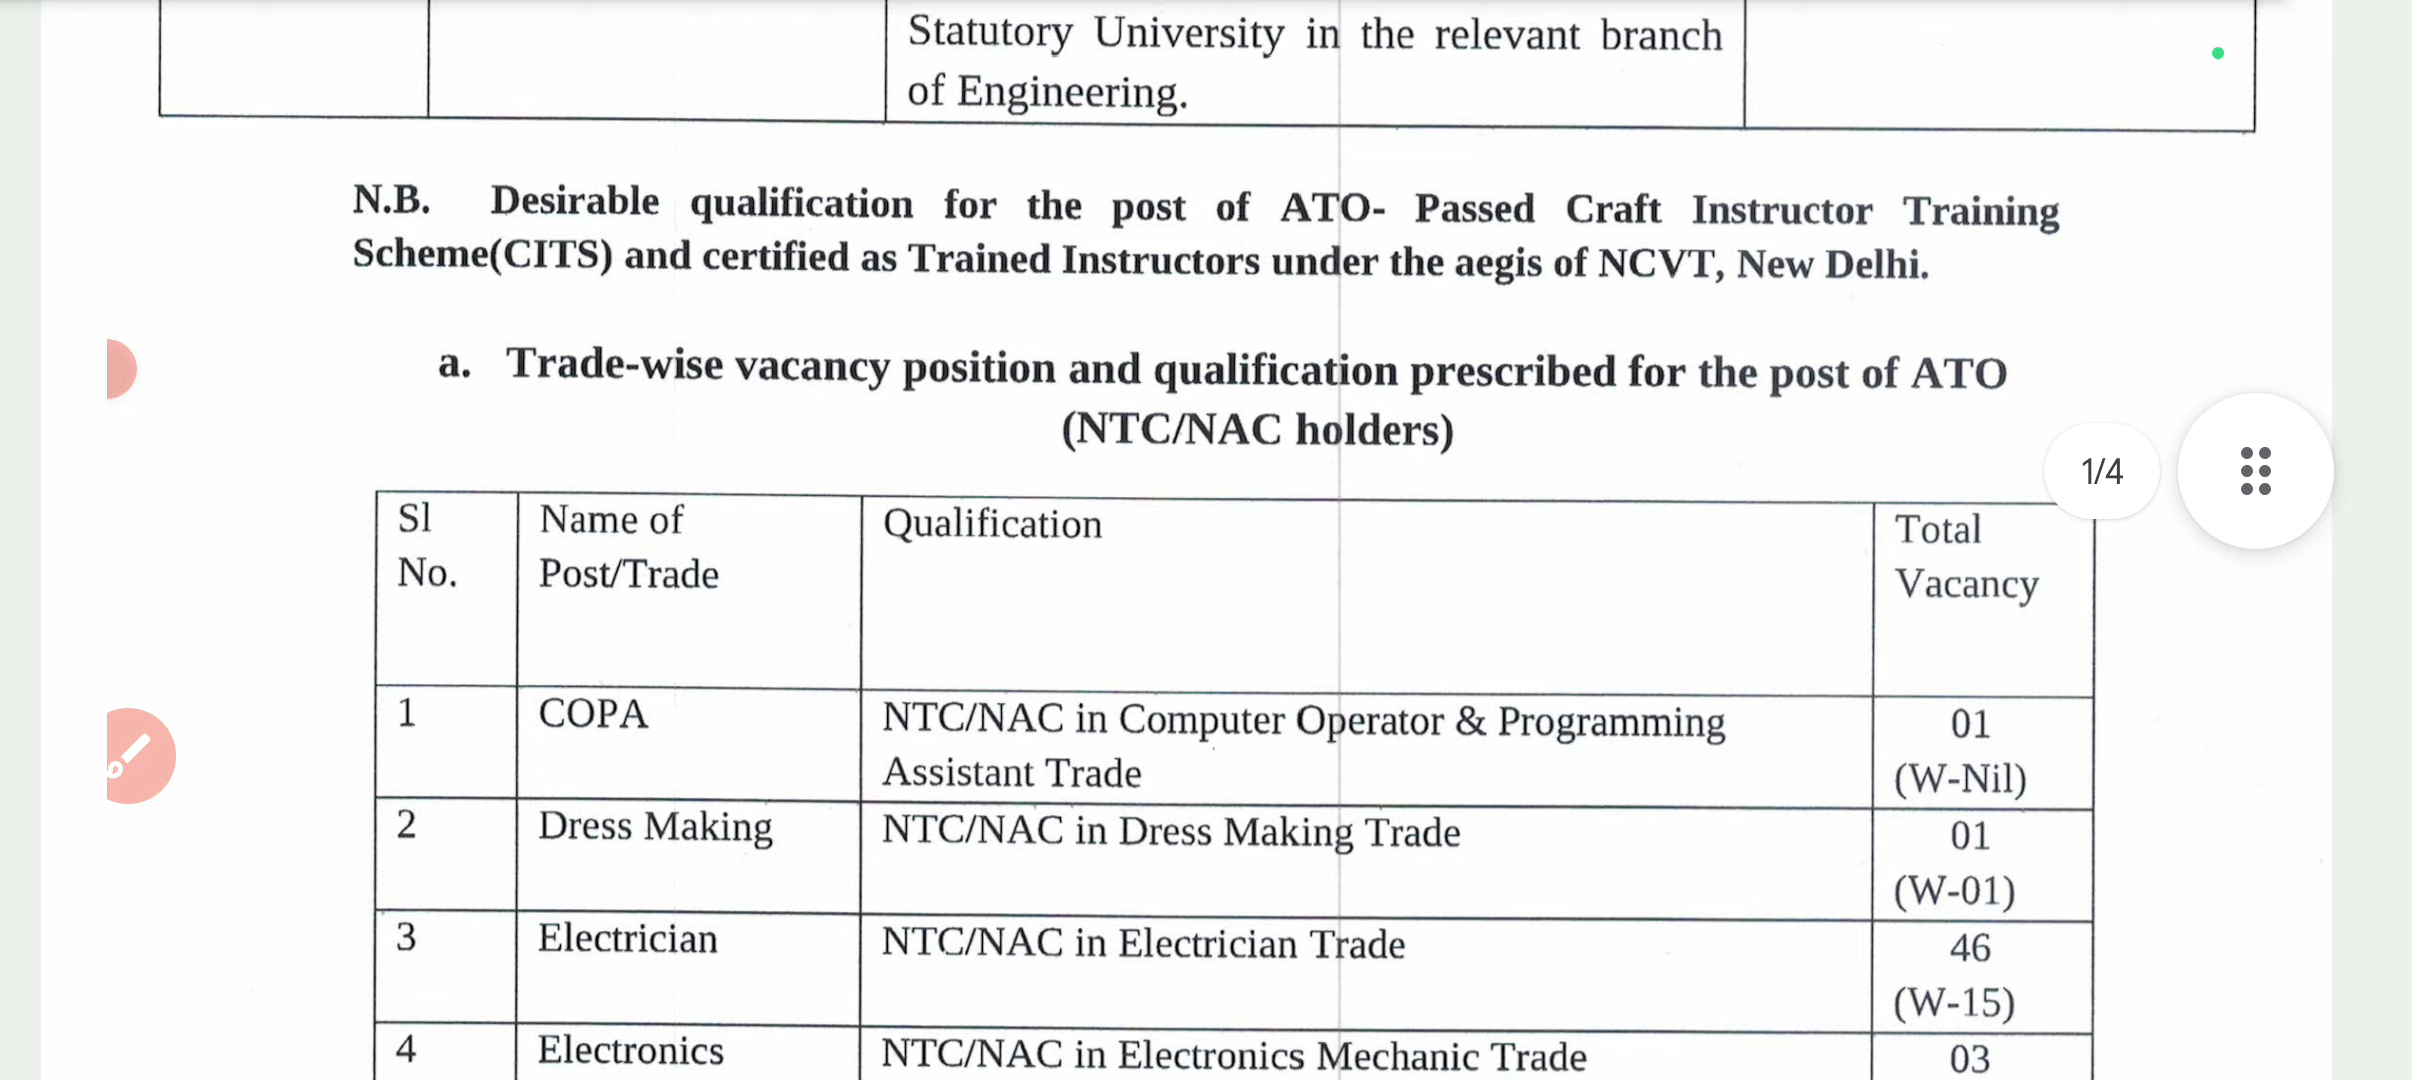 Statutory University in the relevant branch
of Engineering.
N.B. Desirable qualification for the post of ATO- Passed Craft Instructor Training
Scheme(CITS) and certified as Trained Instructors under the aegis of NCVT, New Delhi.
a. Trade-wise vacancy position and qualification prescribed for the post of ATO
(NTC/NAC holders)
1/4
Sl No. Name of Post/Trade Qualification Total Vacancy
1 COPA NTC/NAC in Computer Operator & Programming 01
Assistant Trade (W-Nil)
2 Dress Making NTC/NAC in Dress Making Trade 01
(W-01)
3 Electrician NTC/NAC in Electrician Trade 46
(W-15)
4 Electronics NTC/NAC in Electronics Mechanic Trade 03